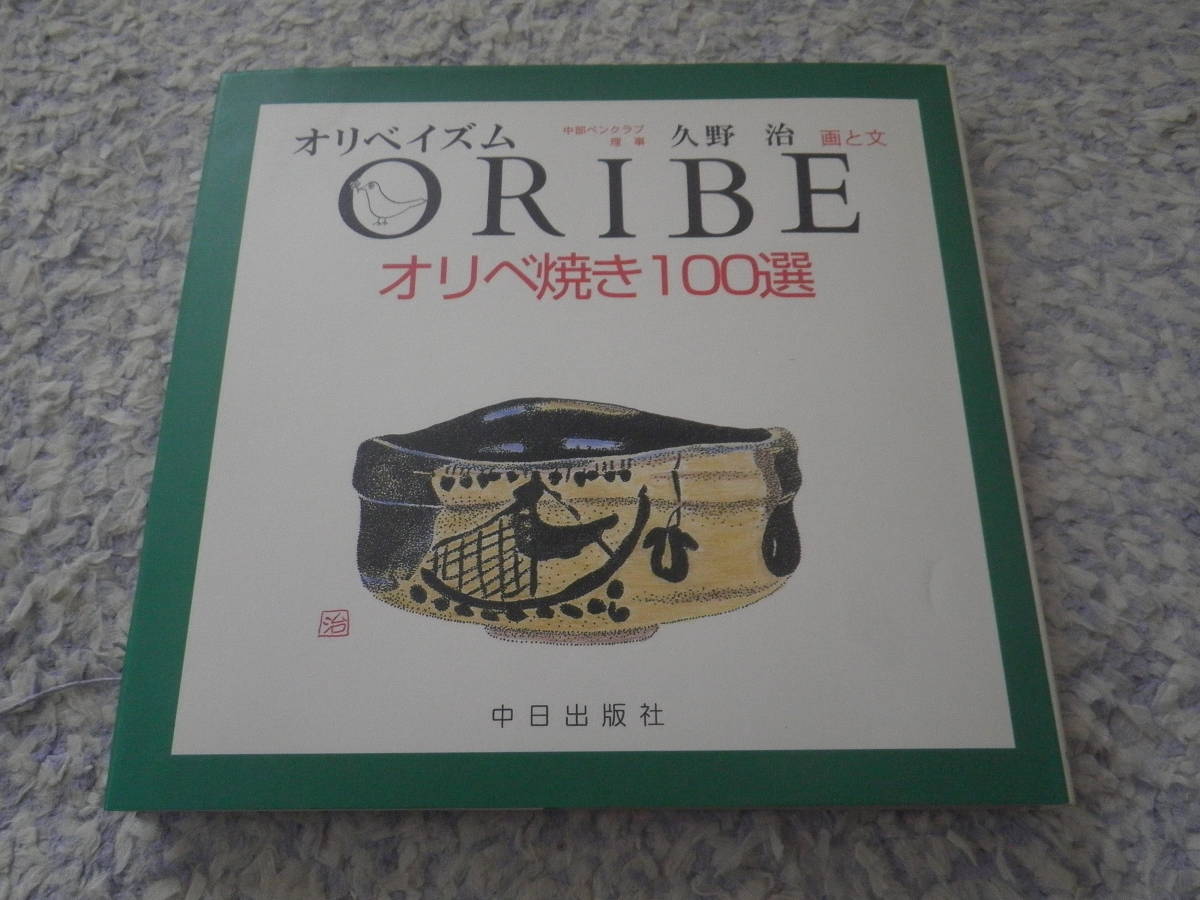 オリベイズム 中部ペンクラブ 理事 久野 治 画と文
ORIBE
オリベ焼き100選
治
中日出版社